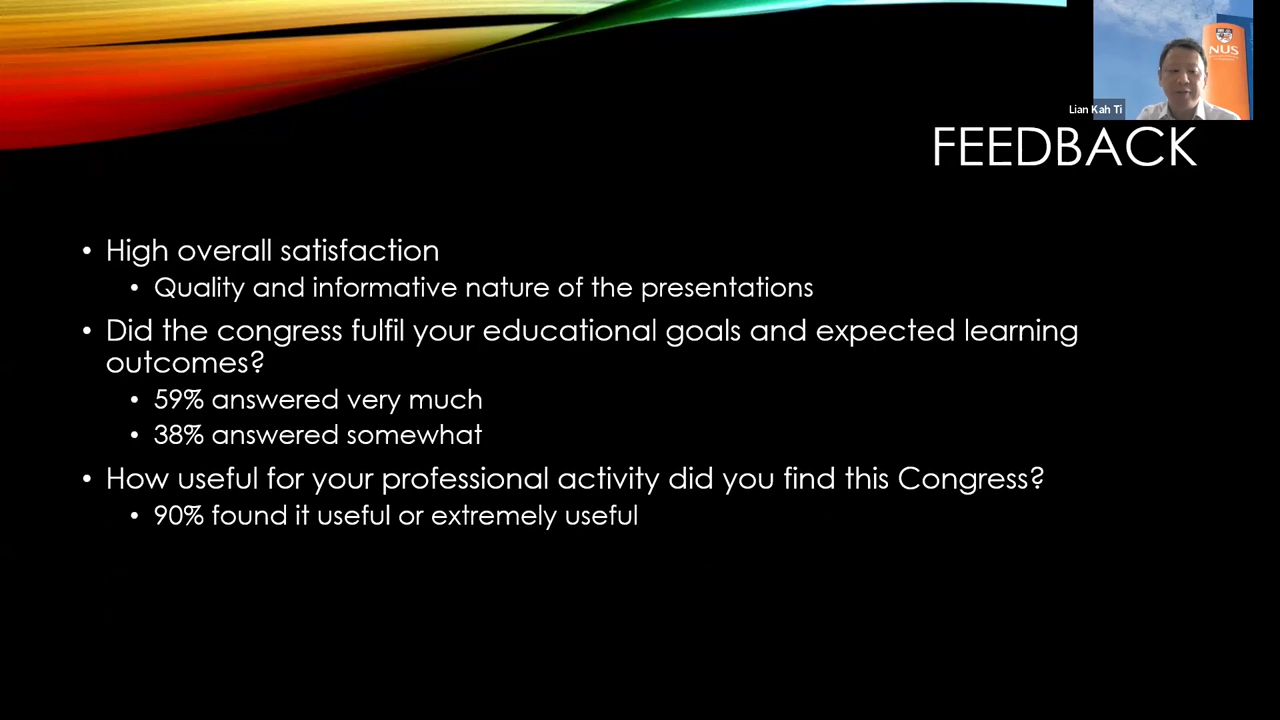 NUS
Lian Kah Ti
FEEDBACK
• High overall satisfaction
• Quality and informative nature of the presentations
• Did the congress fulfil your educational goals and expected learning
outcomes?
• 59% answered very much
• 38% answered somewhat
• How useful for your professional activity did you find this Congress?
• 90% found it useful or extremely useful